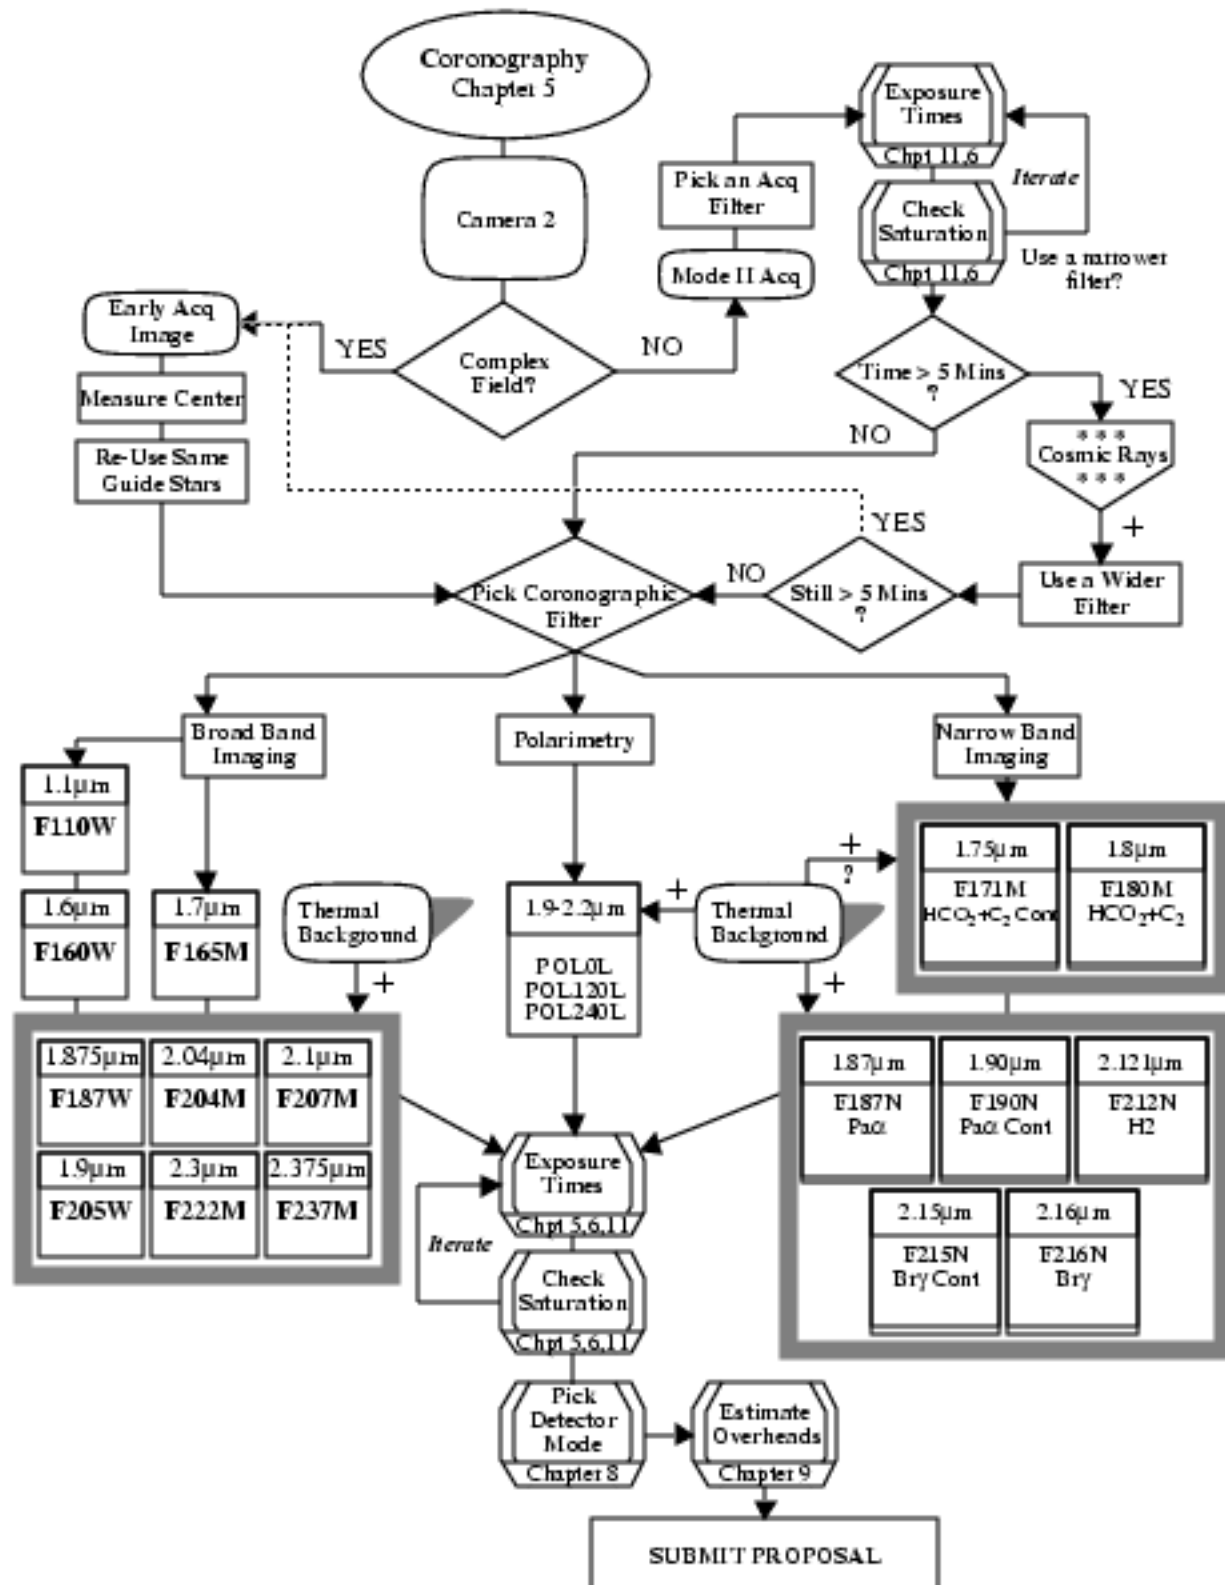 Coronography
Chapter 5
Camera 2
Complex
Field?
YES
NO
Early Acq
Image
Measure Center
Re-Use Same
Guide Stars
Mode II Acq
Pick an Acq
Filter
Exposure
Times
Chpt 11,6
Iterate
Check
Saturation
Chpt 11,6
Use a narrower
filter?
Time > 5 Mins
?
YES
NO
* * *
Cosmic Rays
* * *
+
Use a Wider
Filter
Still > 5 Mins
?
YES
NO
Pick Coronographic
Filter
Broad Band
Imaging
Polarimetry
Narrow Band
Imaging
1.1µm
F110W
1.6µm
F160W
1.7µm
F165M
Thermal
Background
+
1.9-2.2µm
POL0L
POL120L
POL240L
+
Thermal
Background
+
?
+
1.75µm
F171M
HCO₂+C₂ Cont
1.8µm
F180M
HCO₂+C₂
1.875µm
F187W
2.04µm
F204M
2.1µm
F207M
1.9µm
F205W
2.3µm
F222M
2.375µm
F237M
1.87µm
F187N
Paα
1.90µm
F190N
Paα Cont
2.121µm
F212N
H2
2.15µm
F215N
Brγ Cont
2.16µm
F216N
Brγ
Exposure
Times
Chpt 5,6,11
Iterate
Check
Saturation
Chpt 5,6,11
Pick
Detector
Mode
Chapter 8
Estimate
Overheads
Chapter 9
SUBMIT PROPOSAL